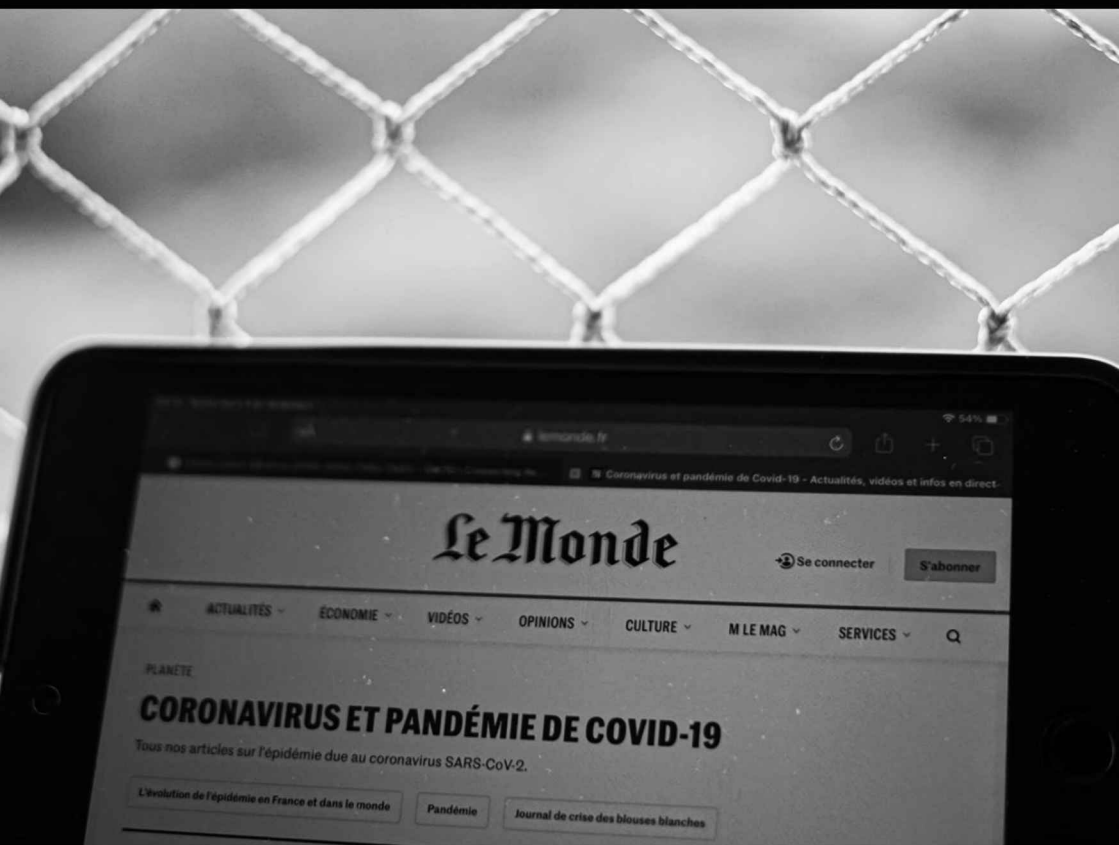 54%
lemonde.fr
Coronavirus et pandémie de Covid-19 - Actualités, vidéos et infos en direct
Le Monde
Se connecter
S'abonner
ACTUALITÉS ÉCONOMIE VIDÉOS OPINIONS CULTURE M LE MAG SERVICES
PLANÈTE
CORONAVIRUS ET PANDÉMIE DE COVID-19
Tous nos articles sur l'épidémie due au coronavirus SARS-CoV-2.
L'évolution de l'épidémie en France et dans le monde Pandémie Journal de crise des blouses blanches